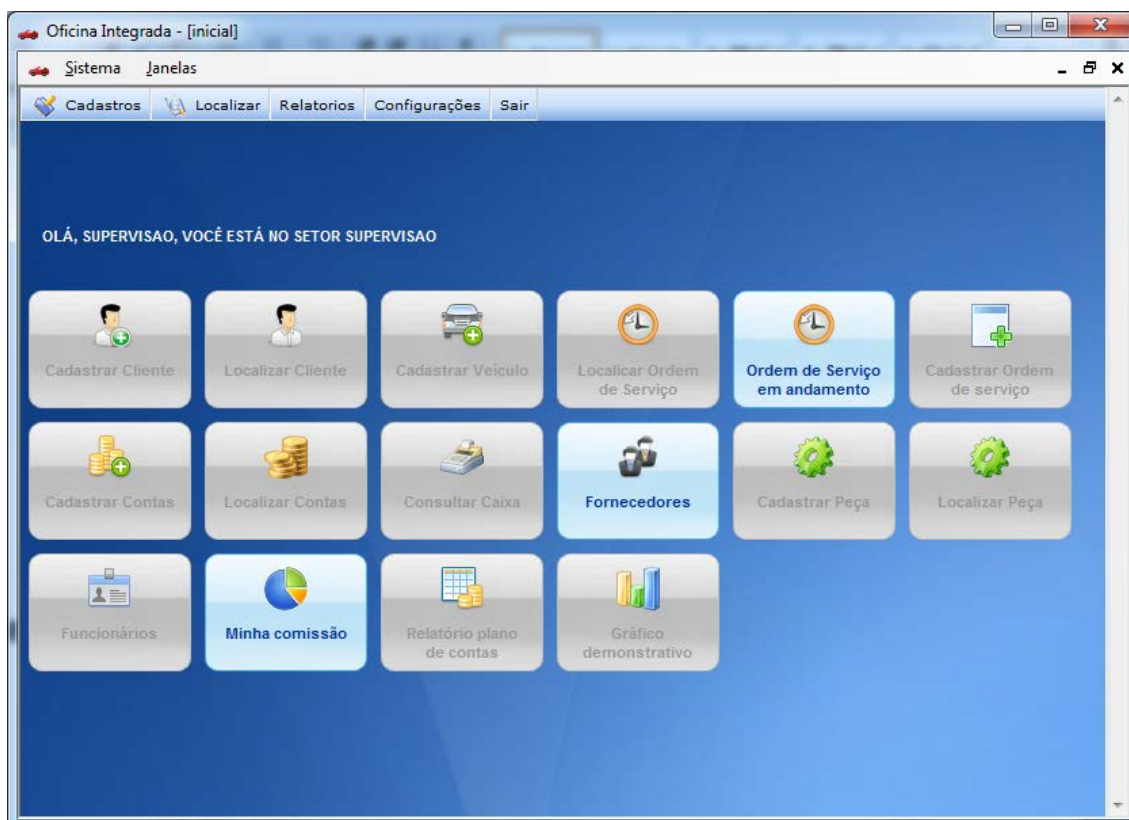 Oficina Integrada - [inicial]
Sistema Janelas
Cadastros Localizar Relatorios Configurações Sair
OLÁ, SUPERVISAO, VOCÊ ESTÁ NO SETOR SUPERVISAO
Cadastrar Cliente
Localizar Cliente
Cadastrar Veiculo
Localicar Ordem
de Serviço
Ordem de Serviço
em andamento
Cadastrar Ordem
de serviço
Cadastrar Contas
Localizar Contas
Consultar Caixa
Fornecedores
Cadastrar Peça
Localizar Peça
Funcionários
Minha comissão
Relatório plano
de contas
Gráfico
demonstrativo